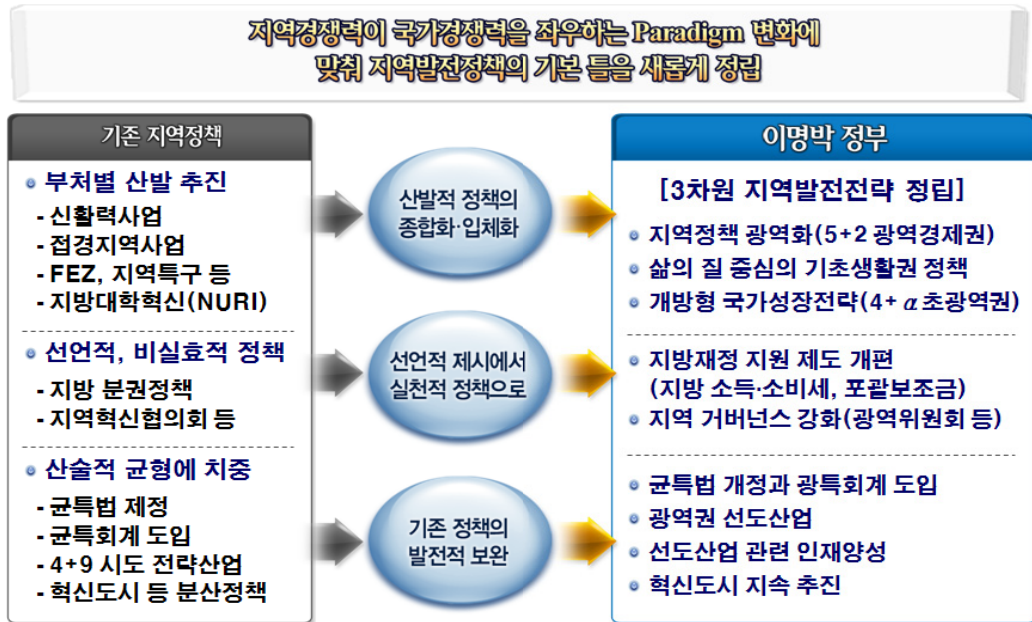 지역경쟁력이 국가경쟁력을 좌우하는 Paradigm 변화에
맞춰 지역발전정책의 기본 틀을 새롭게 정립
기존 지역정책
부처별 산발 추진
- 신활력사업
- 접경지역사업
- FEZ, 지역특구 등
- 지방대학혁신(NURI)
선언적, 비실효적 정책
- 지방 분권정책
- 지역혁신협의회 등
산술적 균형에 치중
- 균특법 제정
- 균특회계 도입
- 4+9 시도 전략산업
- 혁신도시 등 분산정책
산발적 정책의
종합화·입체화
선언적 제시에서
실천적 정책으로
기존 정책의
발전적 보완
이명박 정부
[3차원 지역발전전략 정립]
지역정책 광역화(5+2 광역경제권)
삶의 질 중심의 기초생활권 정책
개방형 국가성장전략(4+α초광역권)
지방재정 지원 제도 개편
(지방 소득·소비세, 포괄보조금)
지역 거버넌스 강화(광역위원회 등)
균특법 개정과 광특회계 도입
광역권 선도산업
선도산업 관련 인재양성
혁신도시 지속 추진